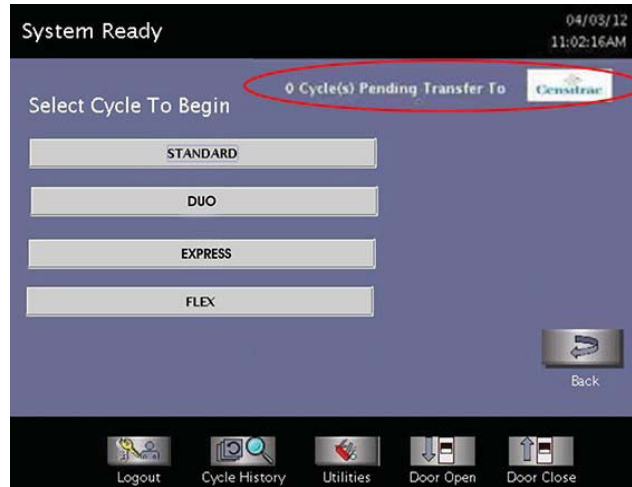 System Ready
04/03/12
11:02:16AM
0 Cycle(s) Pending Transfer To
Censitrac
Select Cycle To Begin
STANDARD
DUO
EXPRESS
FLEX
Back
Logout
Cycle History
Utilities
Door Open
Door Close